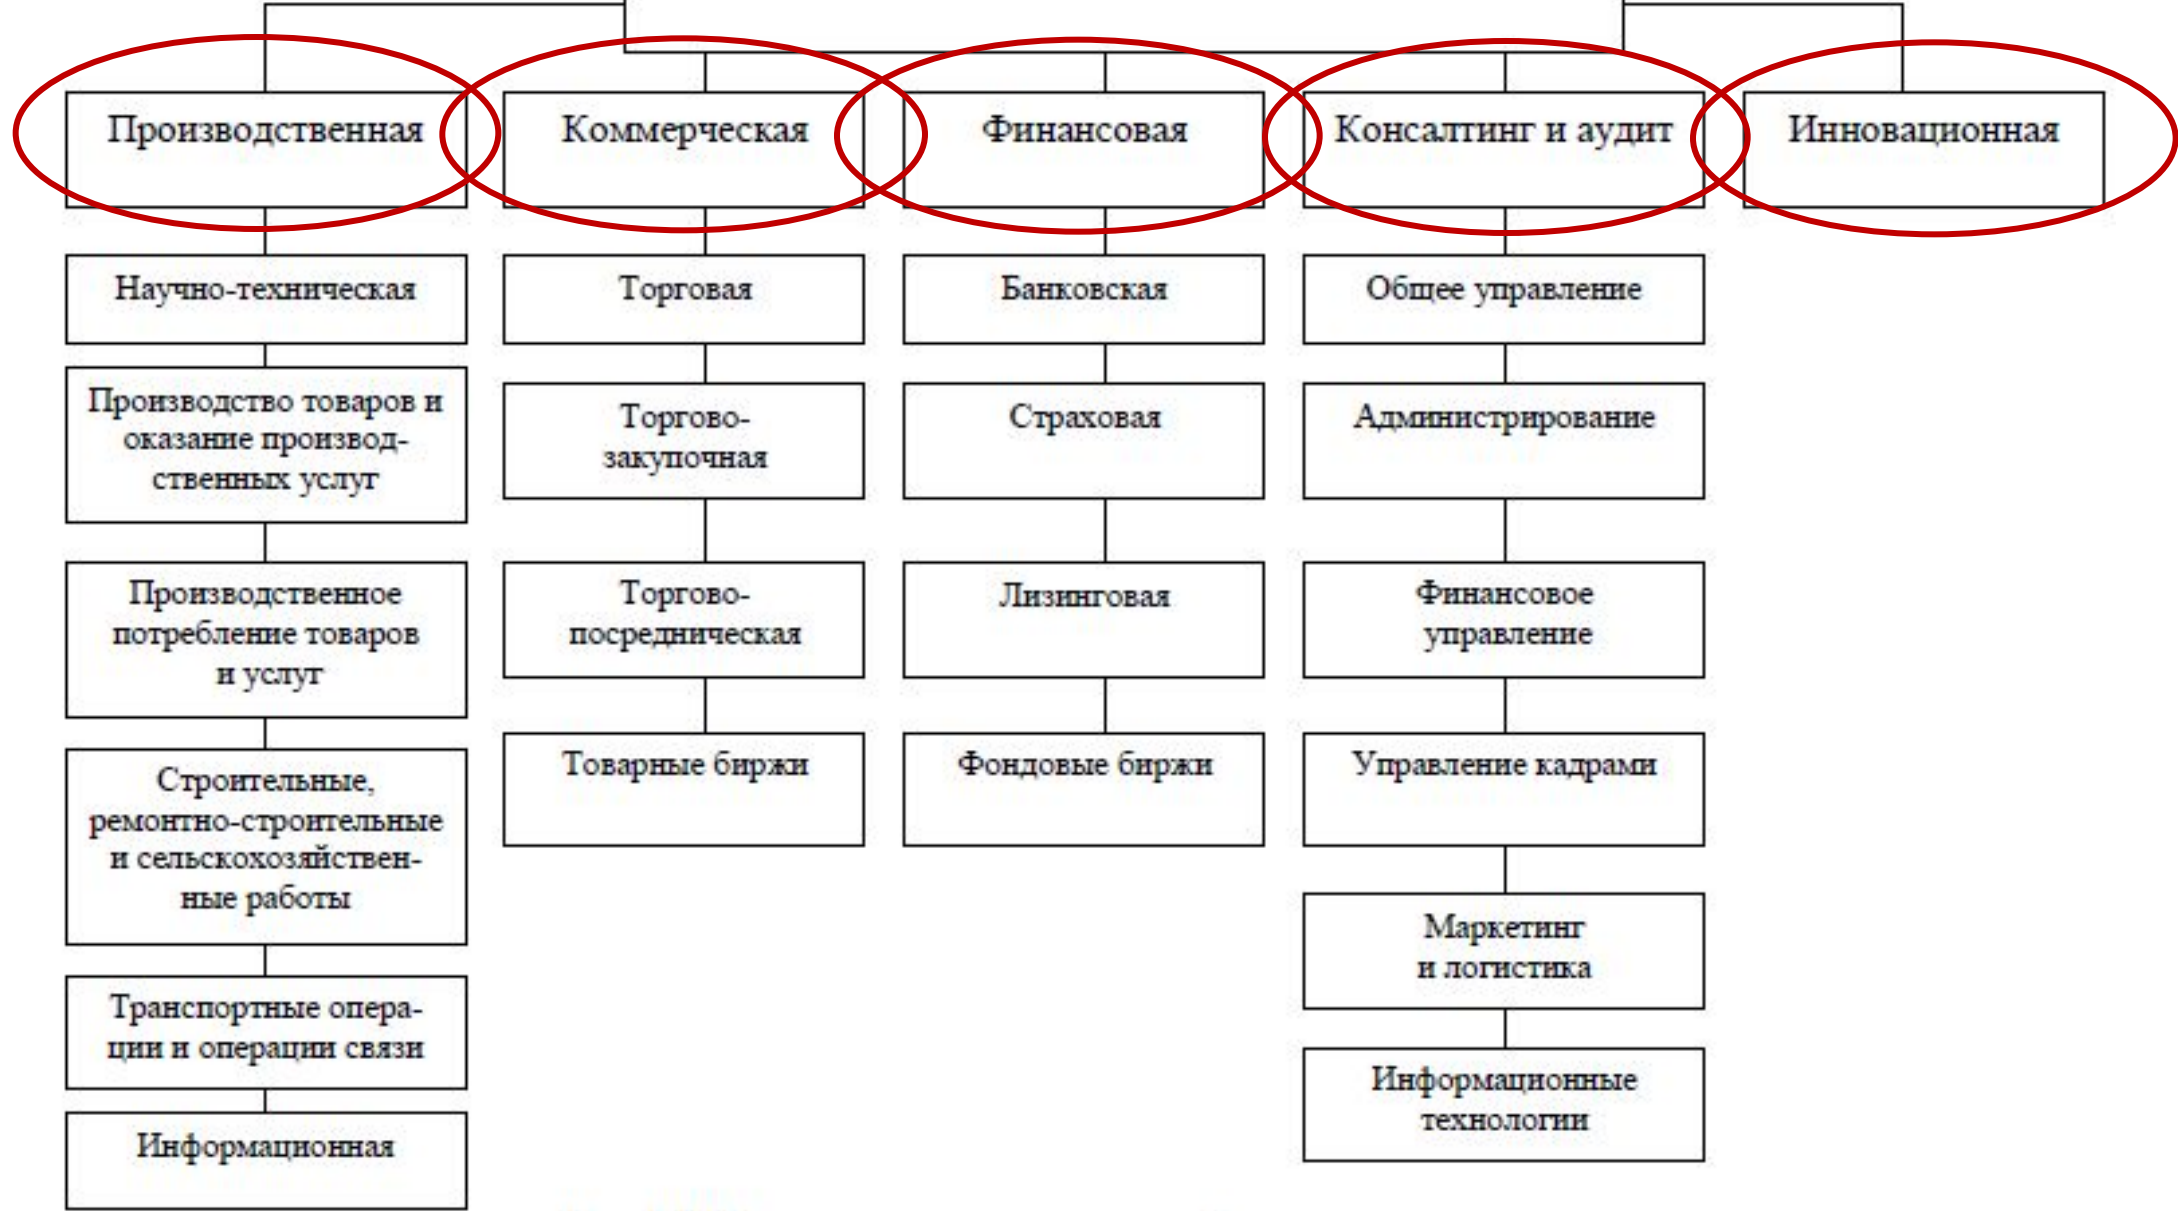 Производственная
Коммерческая
Финансовая
Консалтинг и аудит
Инновационная
Научно-техническая
Производство товаров и
оказание производ-
ственных услуг
Производственное
потребление товаров
и услуг
Строительные,
ремонтно-строительные
и сельскохозяйствен-
ные работы
Транспортные опера-
ции и операции связи
Информационная
Торговая
Торгово-
закупочная
Торгово-
посредническая
Товарные биржи
Банковская
Страховая
Лизинговая
Фондовые биржи
Общее управление
Администрирование
Финансовое
управление
Управление кадрами
Маркетинг
и логистика
Информационные
технологии